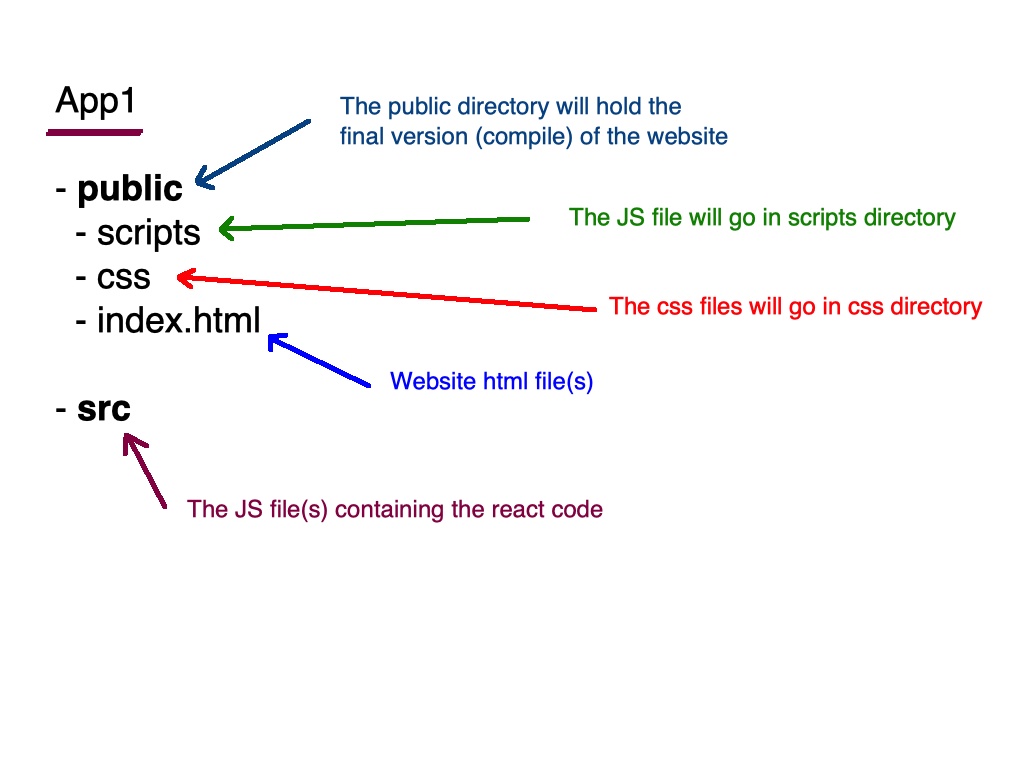 App1
The public directory will hold the
final version (compile) of the website
- public
- scripts
The JS file will go in scripts directory
- css
The css files will go in css directory
- index.html
Website html file(s)
- src
The JS file(s) containing the react code